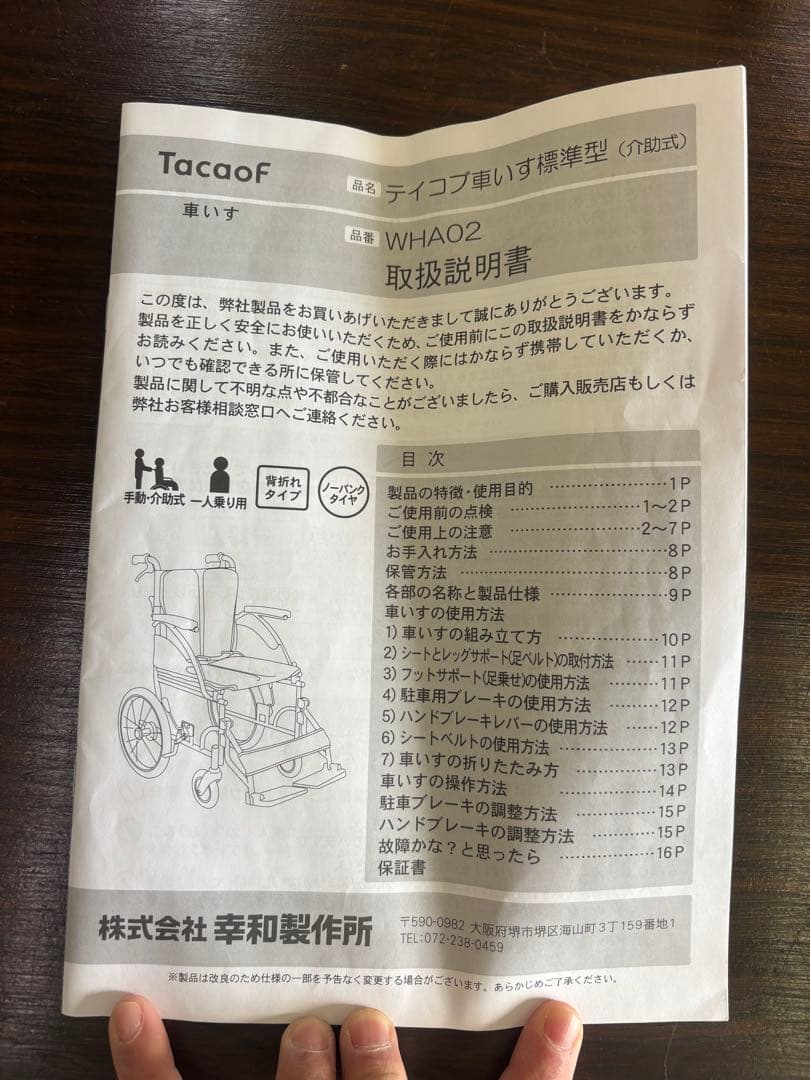 TacaoF
車いす
品名 テイコブ車いす標準型（介助式）
品番 WHA02
取扱説明書
この度は、弊社製品をお買いあげいただきまして誠にありがとうございます。
製品を正しく安全にお使いいただくため、ご使用前にこの取扱説明書をかならず
お読みください。また、ご使用いただく際にはかならず携帯していただくか、
いつでも確認できる所に保管してください。
製品に関して不明な点や不都合なことがございましたら、ご購入販売店もしくは
弊社お客様相談窓口へご連絡ください。
手動・介助式
一人乗り用
背折れ
タイプ
ノーパンク
タイヤ
目次
製品の特徴・使用目的 ……………………1P
ご使用前の点検 ……………………1～2P
ご使用上の注意 ……………………2～7P
お手入れ方法 ……………………8P
保管方法 ……………………8P
各部の名称と製品仕様 ……………………9P
車いすの使用方法
1）車いすの組み立て方 ……………10P
2）シートとレッグサポート（足ベルト）の取付方法 ……11P
3）フットサポート（足乗せ）の使用方法 ………11P
4）駐車用ブレーキの使用方法 ………12P
5）ハンドブレーキレバーの使用方法 ………12P
6）シートベルトの使用方法 ……………13P
7）車いすの折りたたみ方 ……………13P
車いすの操作方法 ……………14P
駐車ブレーキの調整方法 ……………15P
ハンドブレーキの調整方法 …………15P
故障かな？と思ったら ……………16P
保証書
株式会社 幸和製作所
〒590-0982 大阪府堺市堺区海山町3丁159番地1
TEL:072-238-0459
※製品は改良のため仕様の一部を予告なく変更する場合がございます。あらかじめご了承ください。